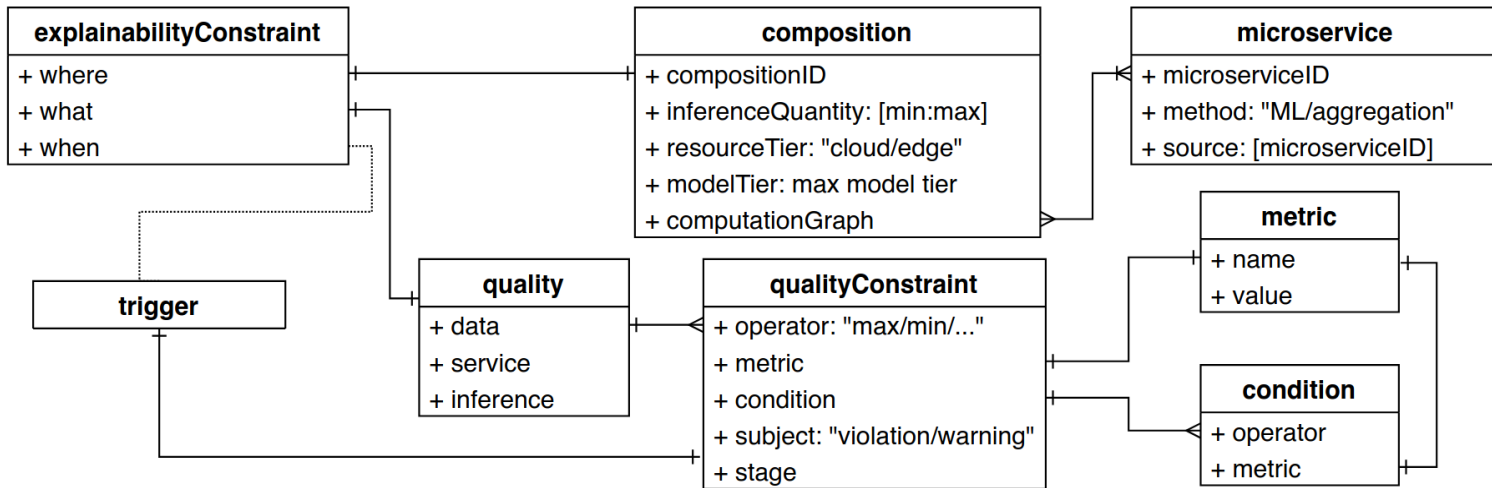 explainabilityConstraint
+ where
+ what
+ when
composition
+ compositionID
+ inferenceQuantity: [min:max]
+ resourceTier: "cloud/edge"
+ modelTier: max model tier
+ computationGraph
microservice
+ microserviceID
+ method: "ML/aggregation"
+ source: [microserviceID]
trigger
quality
+ data
+ service
+ inference
qualityConstraint
+ operator: "max/min/..."
+ metric
+ condition
+ subject: "violation/warning"
+ stage
metric
+ name
+ value
condition
+ operator
+ metric